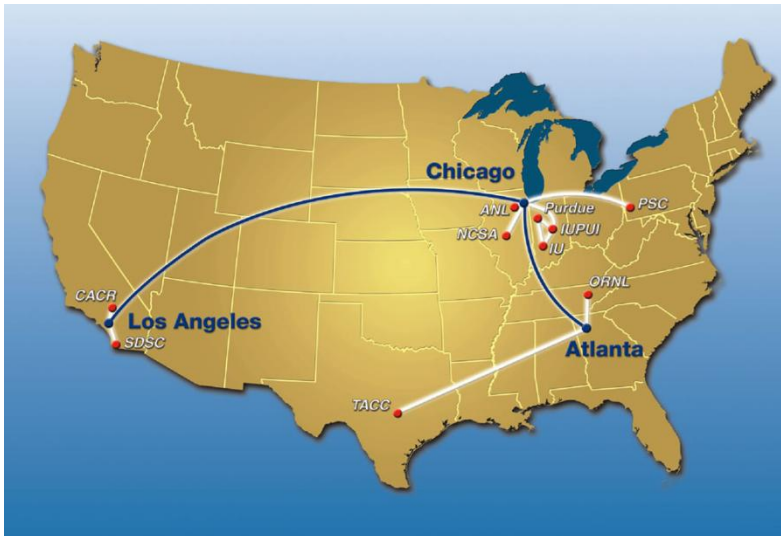 Chicago
ANL
Purdue
PSC
NCSA
IUPUI
IU
ORNL
CACR
Los Angeles
SDSC
Atlanta
TACC